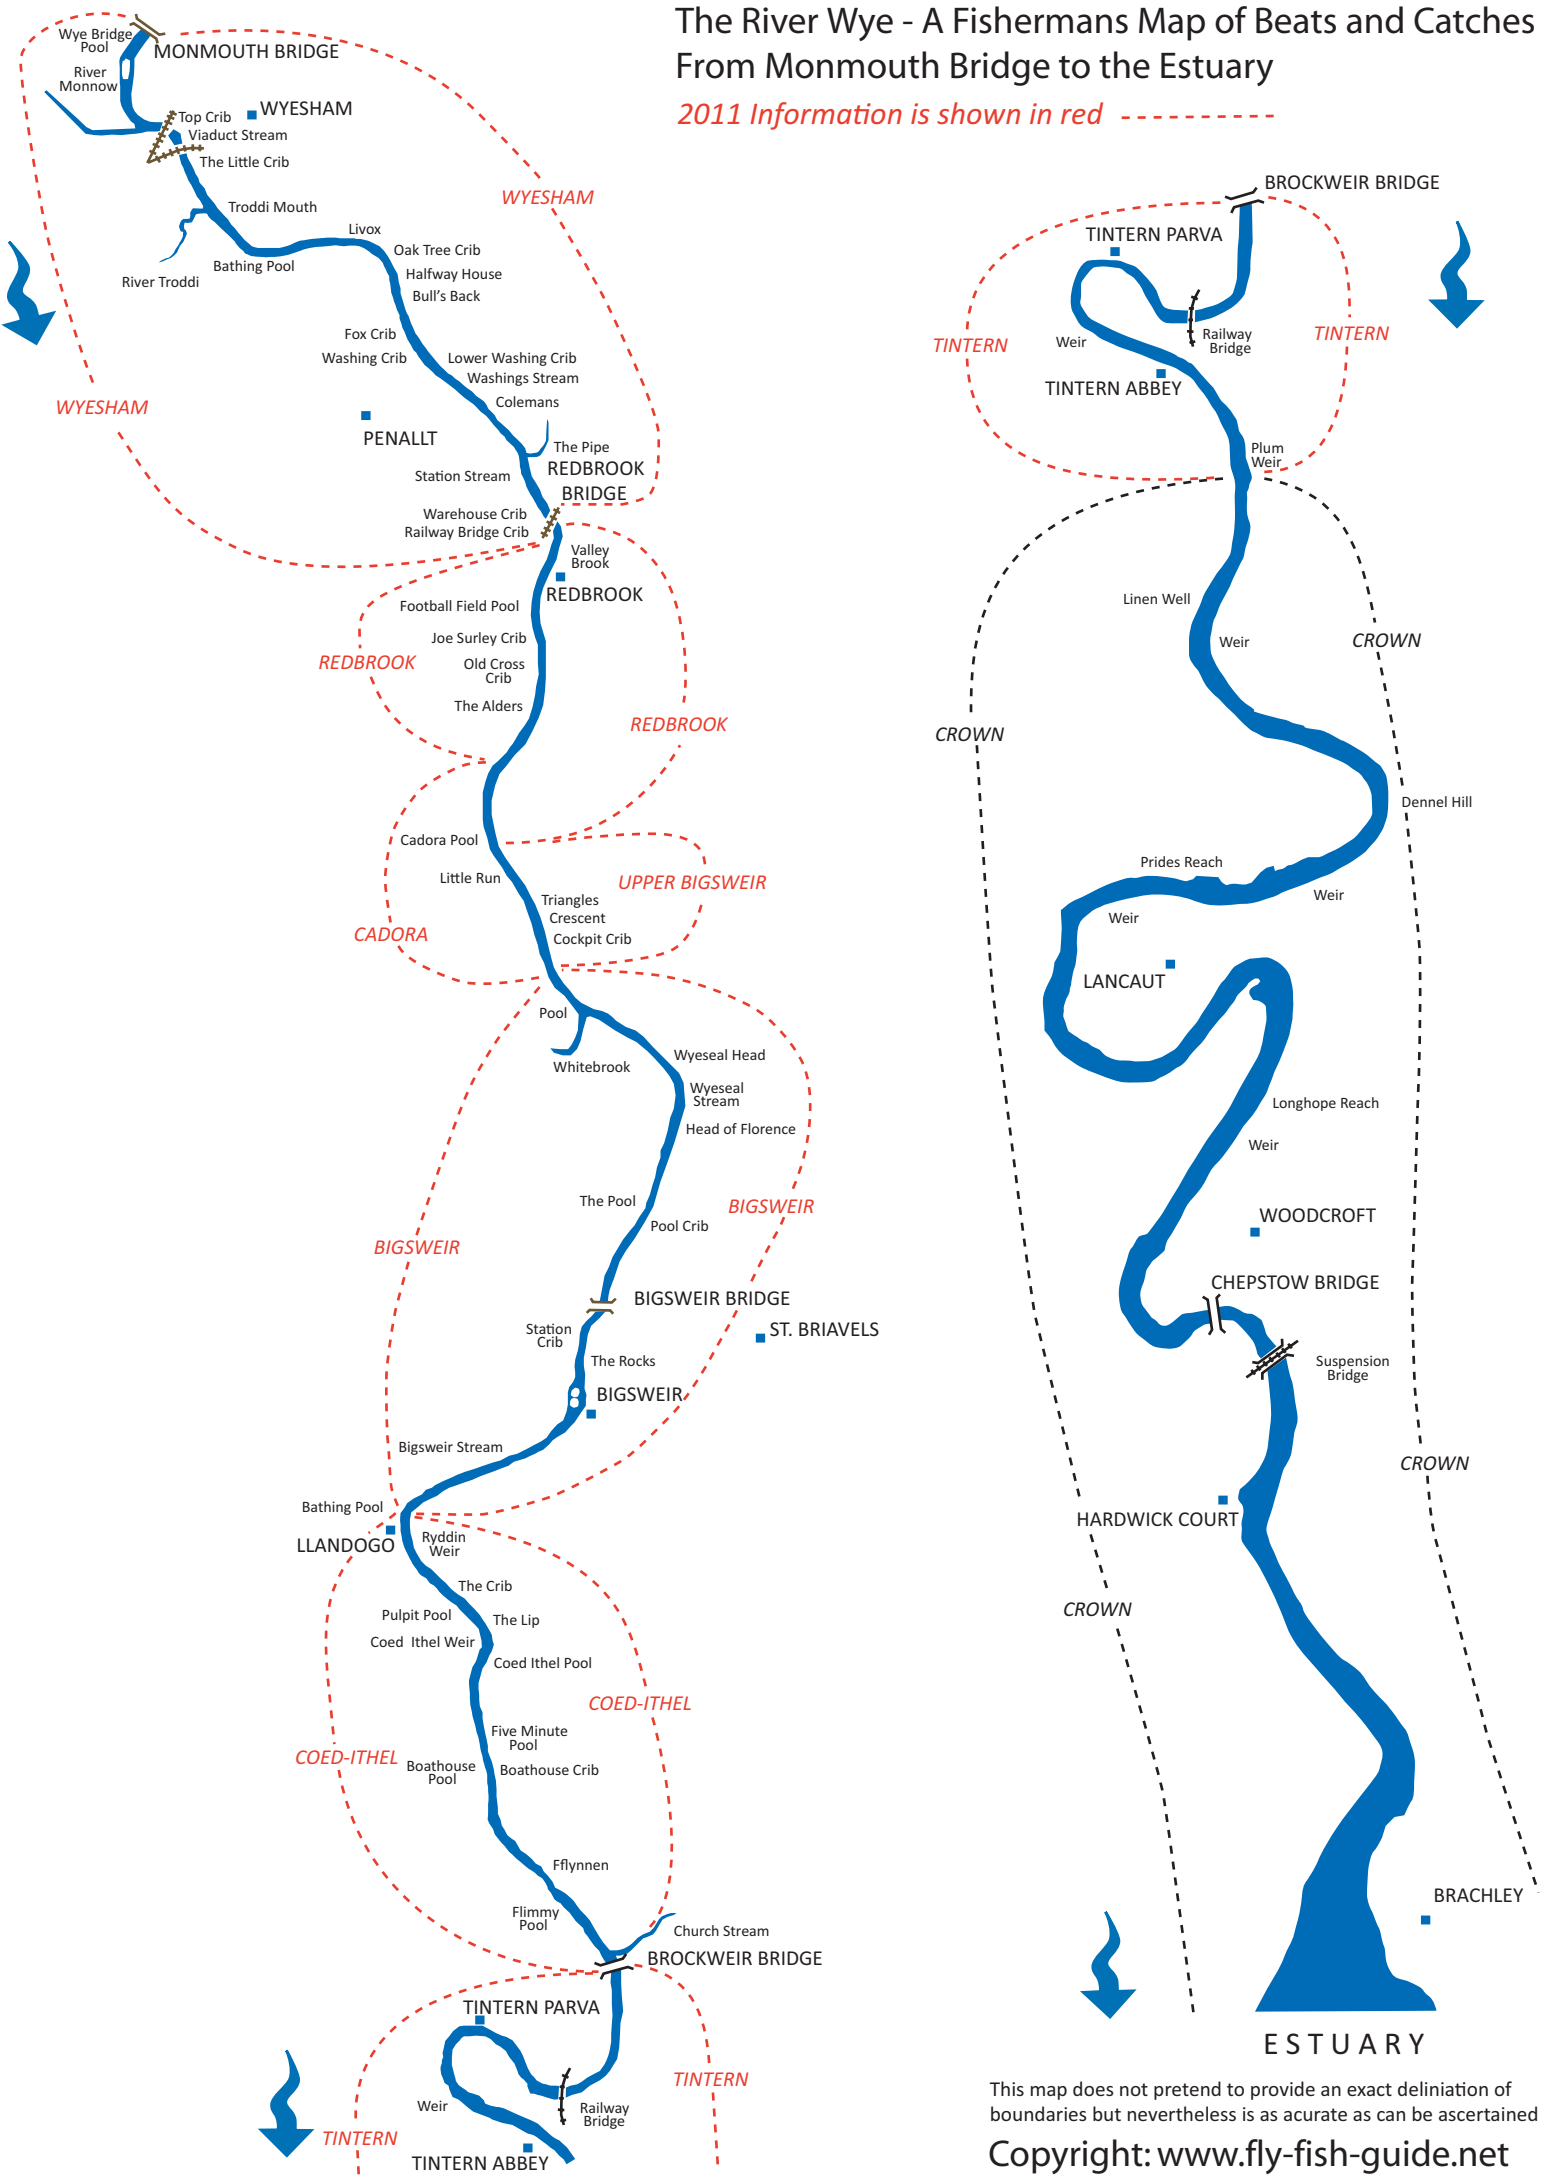 The River Wye - A Fishermans Map of Beats and Catches
From Monmouth Bridge to the Estuary
2011 Information is shown in red
Wye Bridge
Pool
MONMOUTH BRIDGE
River
Monnow
WYESHAM
Top Crib
Viaduct Stream
The Little Crib
WYESHAM
Troddi Mouth
Livox
Oak Tree Crib
Bathing Pool
River Troddi
Halfway House
Bull's Back
Fox Crib
Washing Crib
Lower Washing Crib
Washings Stream
Colemans
WYESHAM
PENALLT
The Pipe
REDBROOK
BRIDGE
Station Stream
Warehouse Crib
Railway Bridge Crib
Valley
Brook
REDBROOK
Football Field Pool
Joe Surley Crib
REDBROOK
Old Cross
Crib
The Alders
REDBROOK
Cadora Pool
Little Run
UPPER BIGSWEIR
Triangles
Crescent
Cockpit Crib
CADORA
Pool
Whitebrook
Wyeseal Head
Wyeseal
Stream
Head of Florence
The Pool
Pool Crib
BIGSWEIR
BIGSWEIR
BIGSWEIR BRIDGE
Station
Crib
ST. BRIAVELS
The Rocks
BIGSWEIR
Bigsweir Stream
Bathing Pool
LLANDOGO
Ryddin
Weir
The Crib
Pulpit Pool
The Lip
Coed Ithel Weir
Coed Ithel Pool
COED-ITHEL
Five Minute
Pool
COED-ITHEL
Boathouse
Pool
Boathouse Crib
Fflynnen
Flimmy
Pool
Church Stream
BROCKWEIR BRIDGE
TINTERN PARVA
TINTERN
Weir
Railway
Bridge
TINTERN
TINTERN ABBEY
BROCKWEIR BRIDGE
TINTERN PARVA
TINTERN
Weir
Railway
Bridge
TINTERN
TINTERN ABBEY
Plum
Weir
Linen Well
Weir
CROWN
CROWN
Dennel Hill
Prides Reach
Weir
Weir
LANCAUT
Longhope Reach
Weir
WOODCROFT
CHEPSTOW BRIDGE
Suspension
Bridge
CROWN
HARDWICK COURT
CROWN
BRACHLEY
ESTUARY
This map does not pretend to provide an exact deliniation of
boundaries but nevertheless is as acurate as can be ascertained
Copyright: www.fly-fish-guide.net